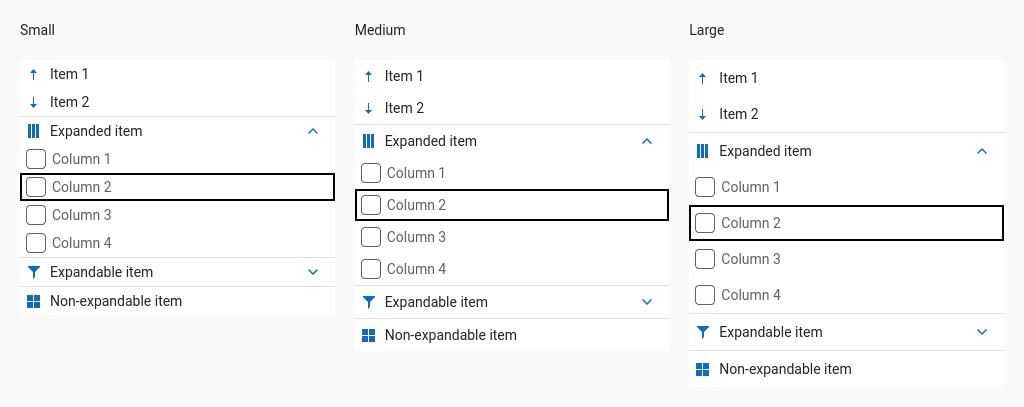 Small
Item 1
Item 2
Expanded item
Column 1
Column 2
Column 3
Column 4
Expandable item
Non-expandable item
Medium
Item 1
Item 2
Expanded item
Column 1
Column 2
Column 3
Column 4
Expandable item
Non-expandable item
Large
Item 1
Item 2
Expanded item
Column 1
Column 2
Column 3
Column 4
Expandable item
Non-expandable item